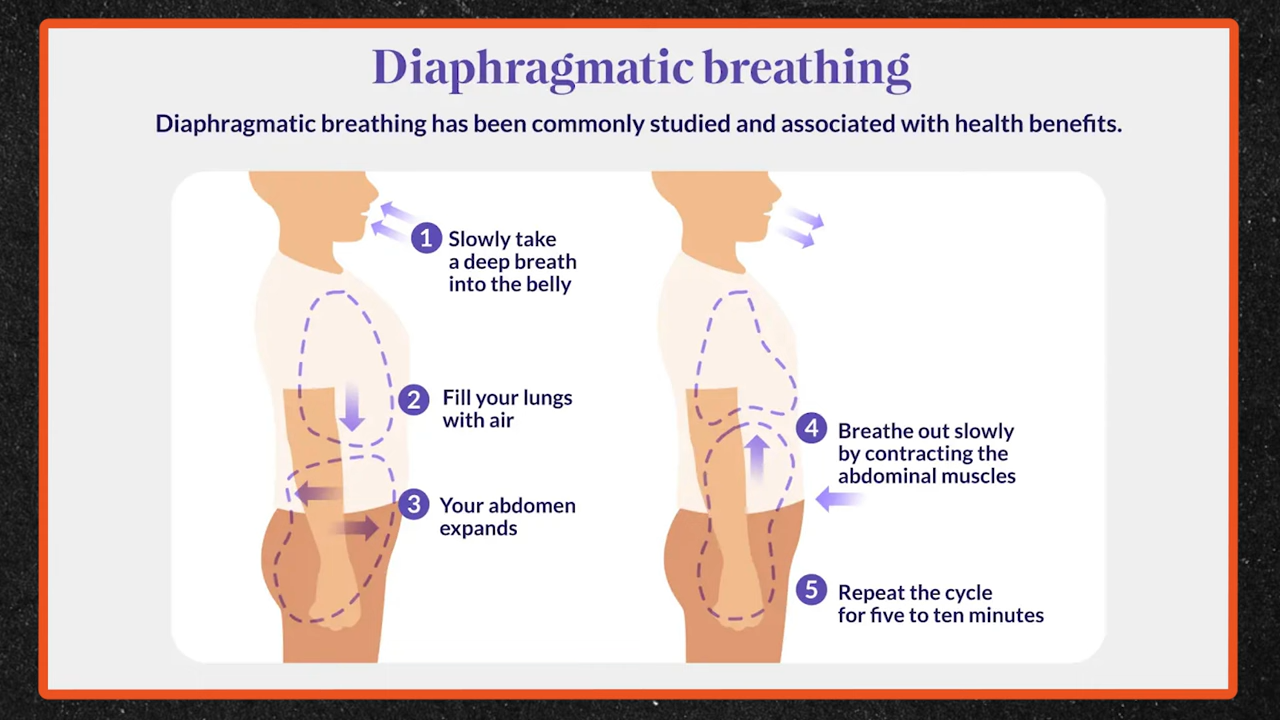 Diaphragmatic breathing
Diaphragmatic breathing has been commonly studied and associated with health benefits.
1 Slowly take
a deep breath
into the belly
2 Fill your lungs
with air
3 Your abdomen
expands
4 Breathe out slowly
by contracting the
abdominal muscles
5 Repeat the cycle
for five to ten minutes